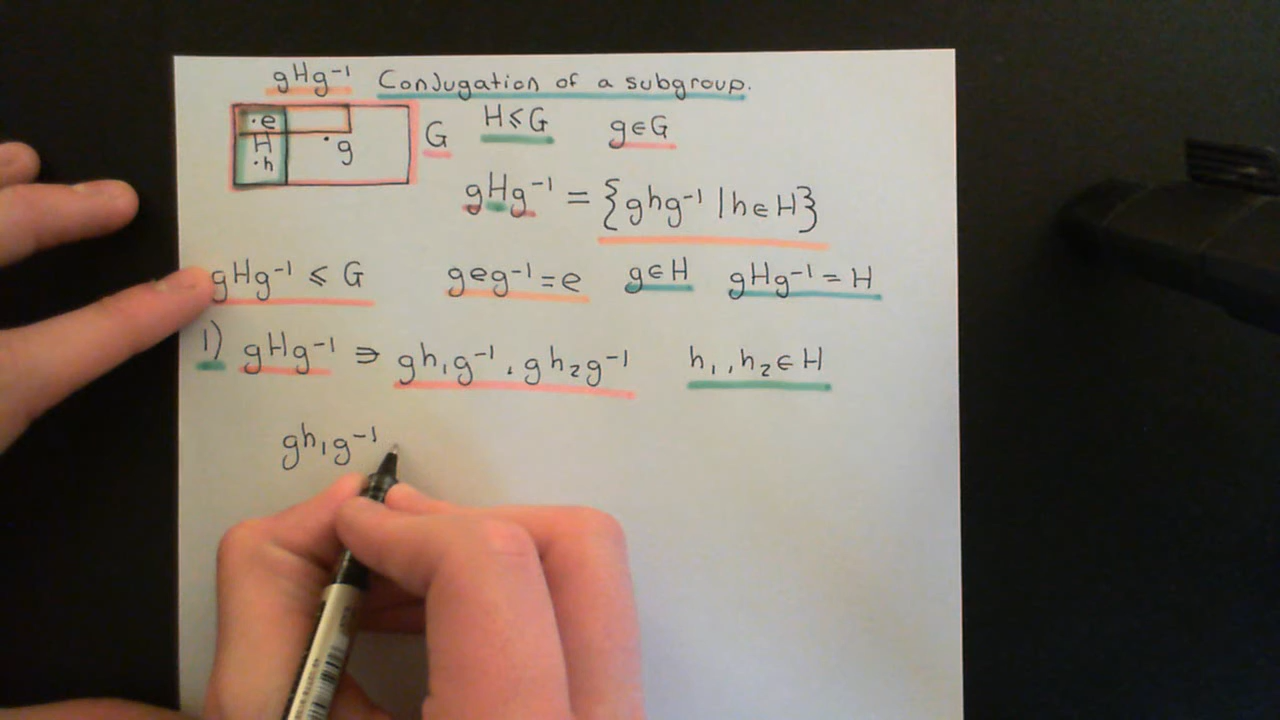 gHg⁻¹ Conjugation of a subgroup.
·e
H
·h
·g
G H≤G g∈G
gHg⁻¹ = {ghg⁻¹ | h∈H}
gHg⁻¹ ≤ G geg⁻¹=e g∈H gHg⁻¹=H
1) gHg⁻¹ ∋ gh₁g⁻¹, gh₂g⁻¹ h₁,h₂∈H
gh₁g⁻¹